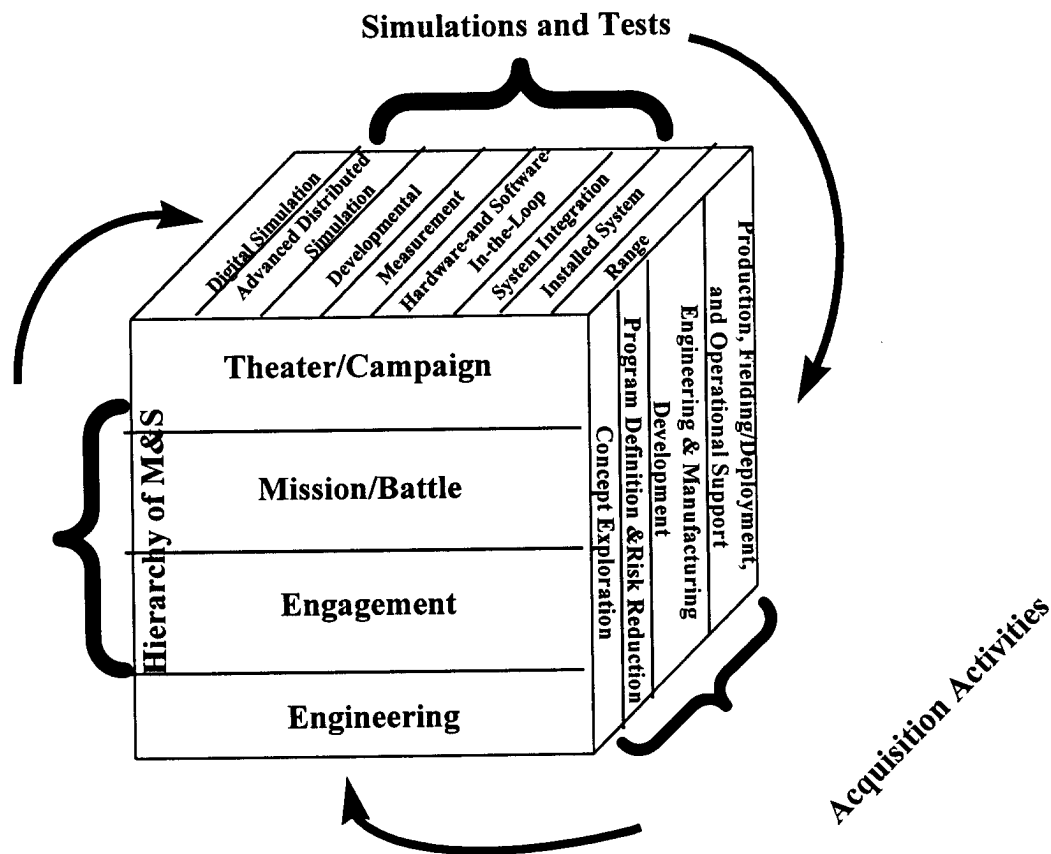 Simulations and Tests
Digital Simulation
Advanced Distributed
Simulation
Developmental
Measurement
Hardware-and Software-
In-the-Loop
System Integration
Installed System
Range
Theater/Campaign
Mission/Battle
Engagement
Engineering
Hierarchy of M&S
Concept Exploration
Program Definition &Risk Reduction
Engineering & Manufacturing
Development
Production, Fielding/Deployment,
and Operational Support
Acquisition Activities